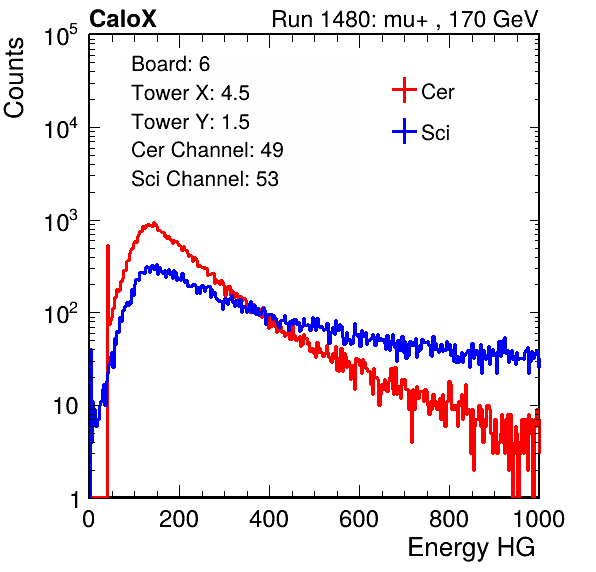 CaloX Run 1480: mu+ , 170 GeV
Counts
Board: 6
Tower X: 4.5
Tower Y: 1.5
Cer Channel: 49
Sci Channel: 53
Cer
Sci
10^5
10^4
10^3
10^2
10
1
0 200 400 600 800 1000
Energy HG